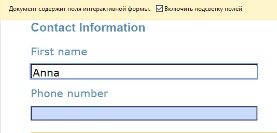 Документ содержит поля интерактивной формы. Включить подсветку полей
Contact Information
First name
Anna
Phone number